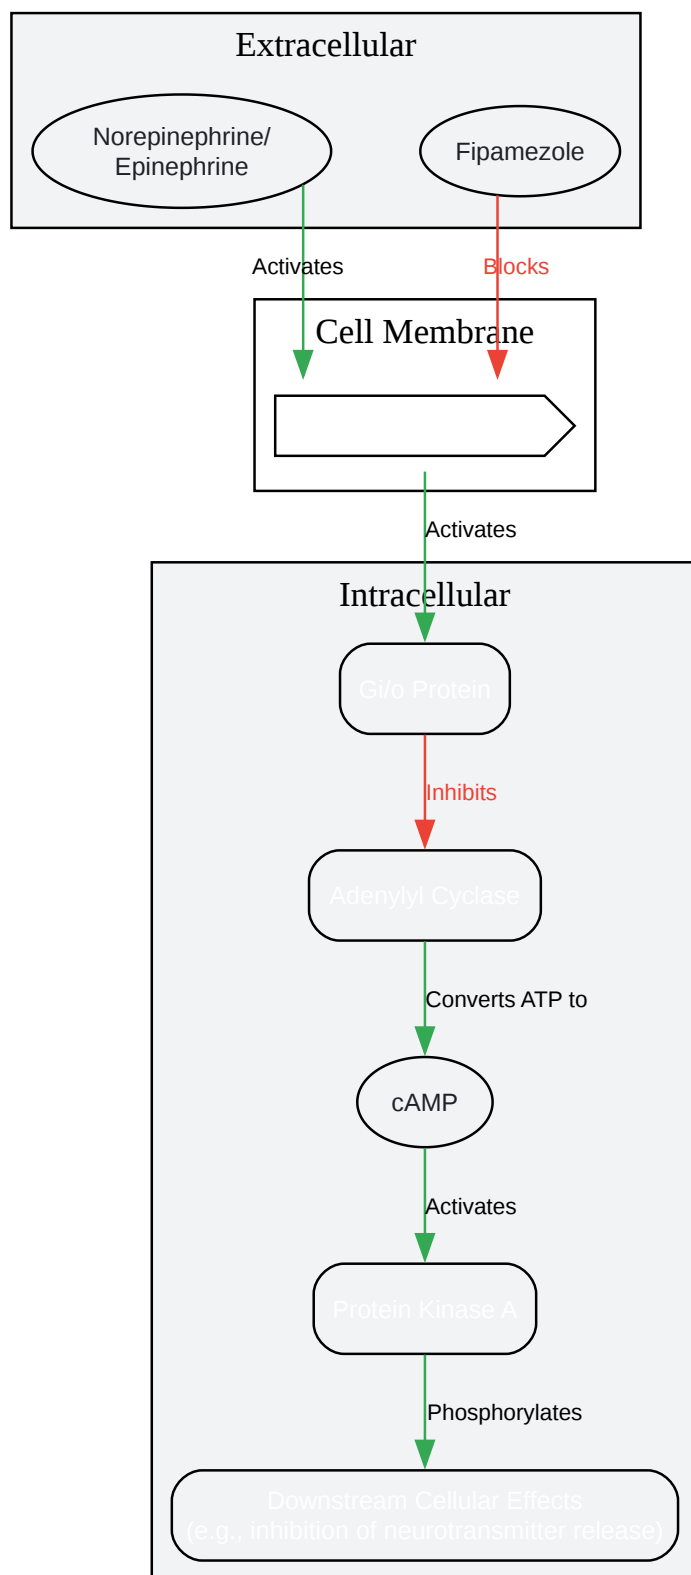 Extracellular
Norepinephrine/
Epinephrine
Fipamezole
Activates
Blocks
Cell Membrane
Activates
Intracellular
Gi/o Protein
Inhibits
Adenylyl Cyclase
Converts ATP to
cAMP
Activates
Protein Kinase A
Phosphorylates
Downstream Cellular Effects
(e.g., inhibition of neurotransmitter release)